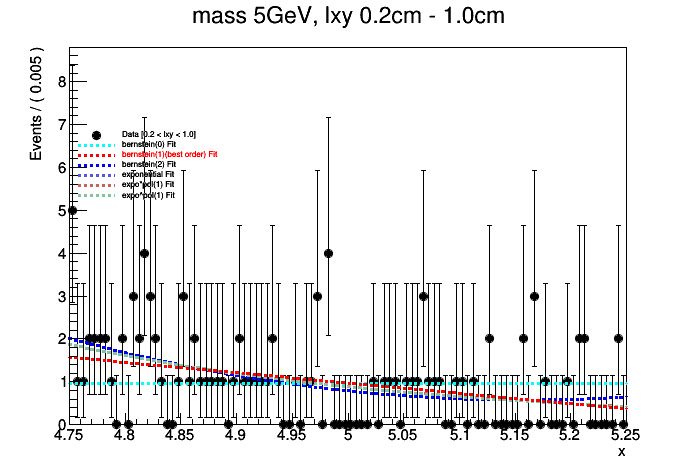 mass 5GeV, lxy 0.2cm - 1.0cm
Events / ( 0.005 )
8
7
6
5
4
3
2
1
0
Data [0.2 < lxy < 1.0]
bernstein(0) Fit
bernstein(1)(best order) Fit
bernstein(2) Fit
exponential Fit
expo*pol(1) Fit
expo*pol(1) Fit
4.75 4.8 4.85 4.9 4.95 5 5.05 5.1 5.15 5.2 5.25
x